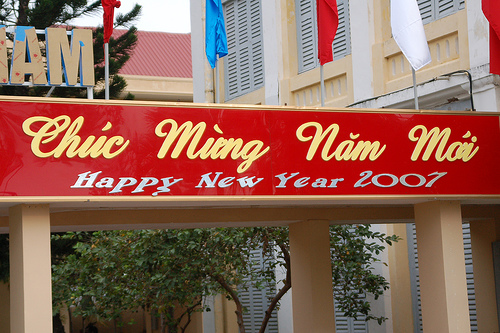 AM
Chúc Mừng Năm Mới
Happy New Year 2007